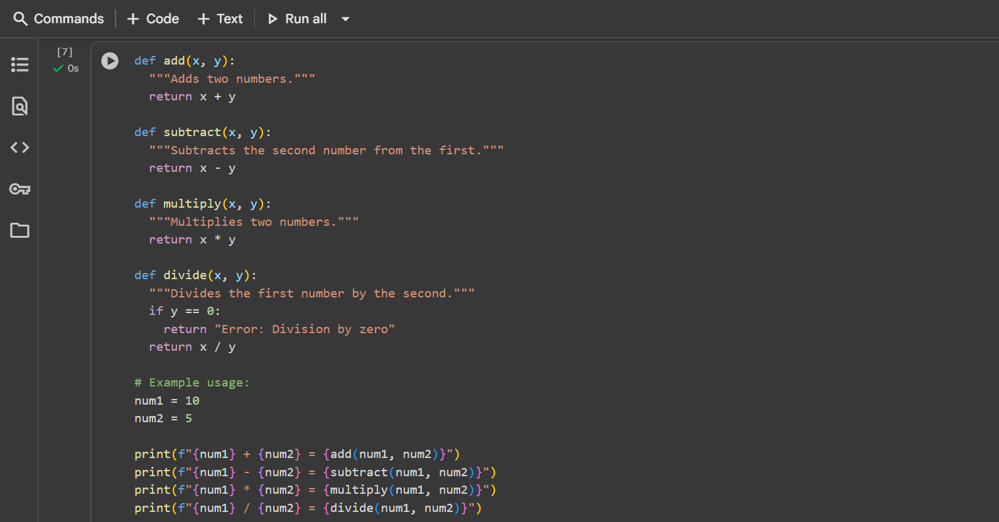 Commands + Code + Text Run all
[7]
0s
def add(x, y):
  """Adds two numbers."""
  return x + y

def subtract(x, y):
  """Subtracts the second number from the first."""
  return x - y

def multiply(x, y):
  """Multiplies two numbers."""
  return x * y

def divide(x, y):
  """Divides the first number by the second."""
  if y == 0:
    return "Error: Division by zero"
  return x / y

# Example usage:
num1 = 10
num2 = 5

print(f"{num1} + {num2} = {add(num1, num2)}")
print(f"{num1} - {num2} = {subtract(num1, num2)}")
print(f"{num1} * {num2} = {multiply(num1, num2)}")
print(f"{num1} / {num2} = {divide(num1, num2)}")